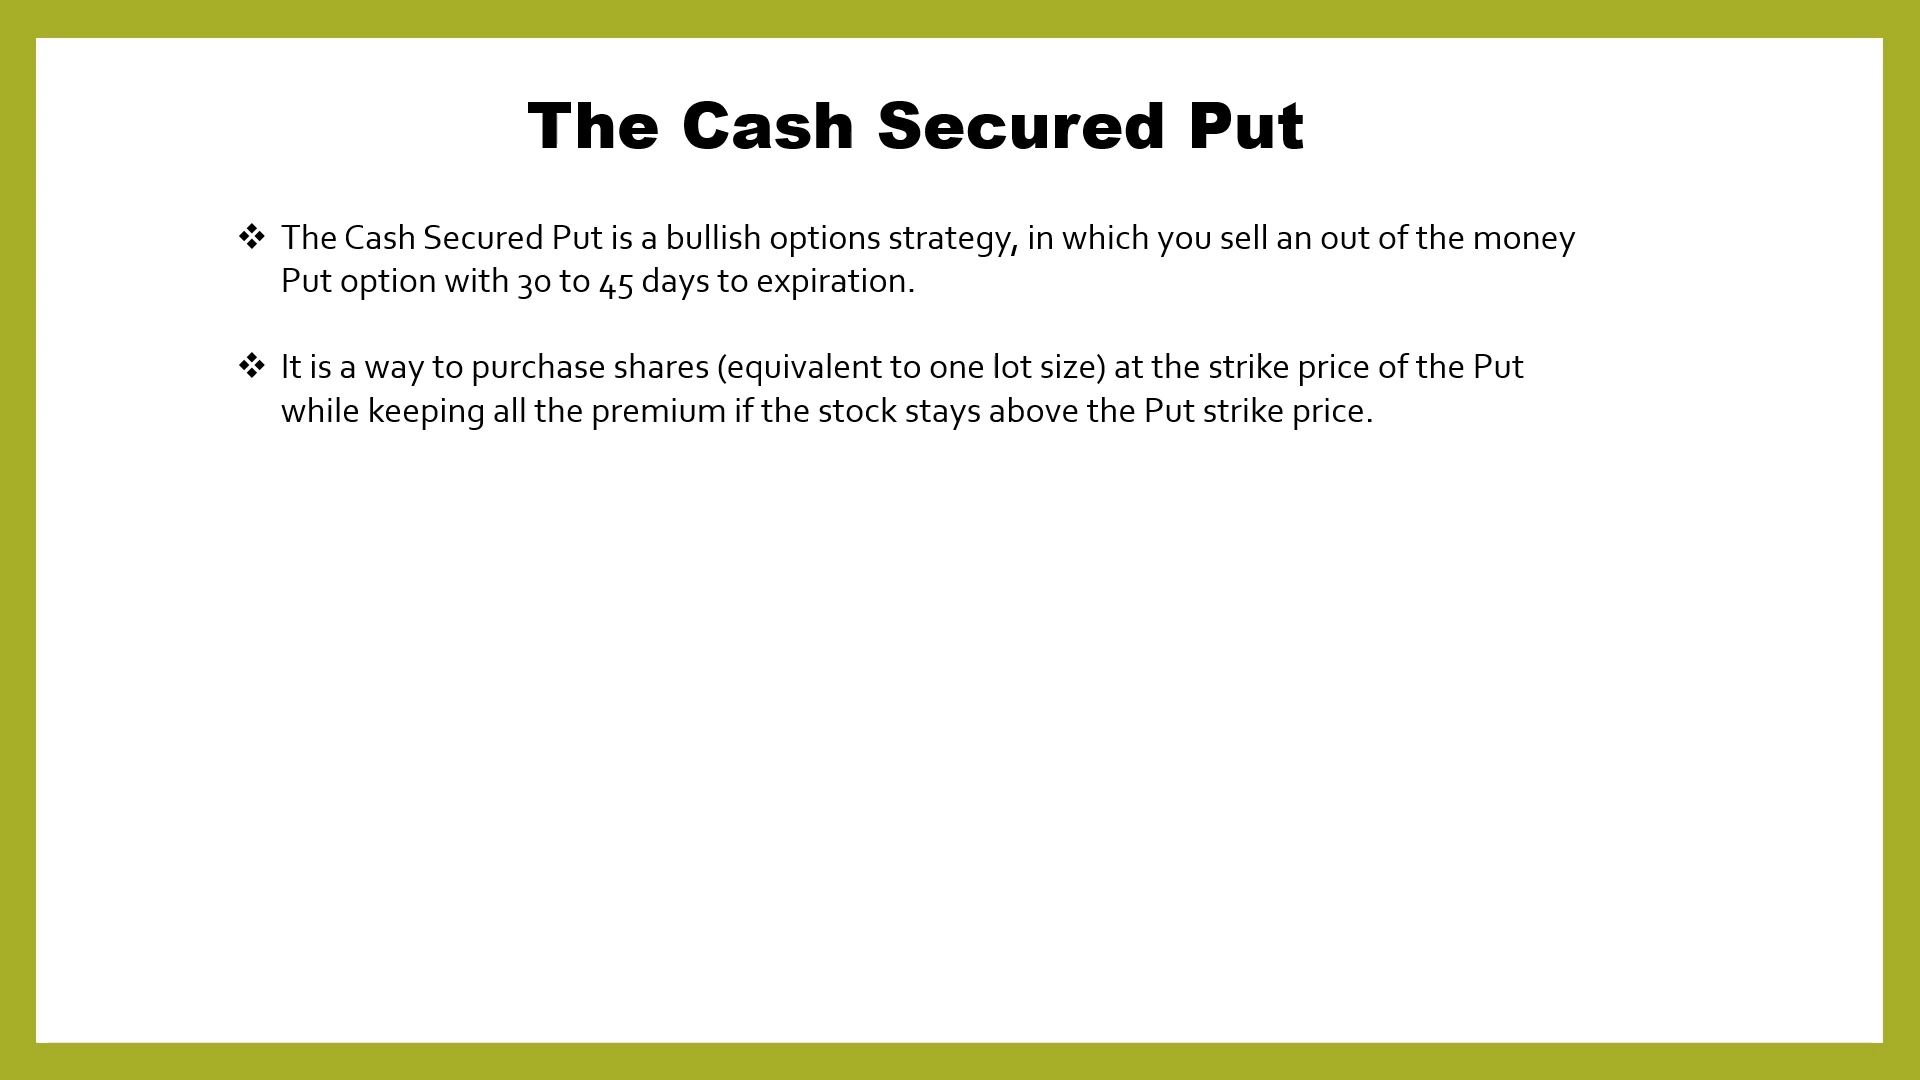 The Cash Secured Put
❖ The Cash Secured Put is a bullish options strategy, in which you sell an out of the money
Put option with 30 to 45 days to expiration.
❖ It is a way to purchase shares (equivalent to one lot size) at the strike price of the Put
while keeping all the premium if the stock stays above the Put strike price.